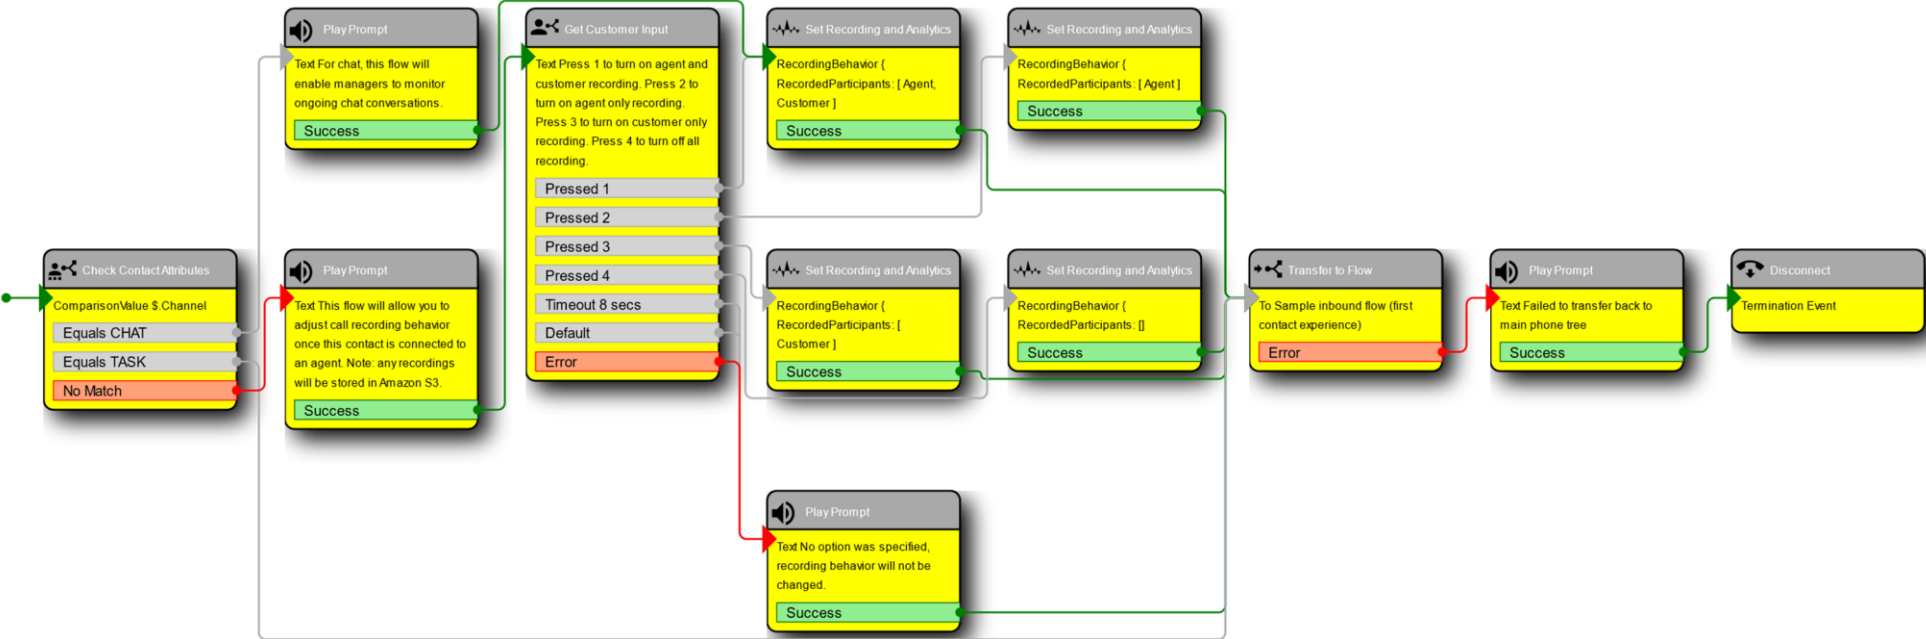 Check Contact Attributes
ComparisonValue $.Channel
Equals CHAT
Equals TASK
No Match
Play Prompt
Text For chat, this flow will
enable managers to monitor
ongoing chat conversations.
Success
Play Prompt
Text This flow will allow you to
adjust call recording behavior
once this contact is connected to
an agent. Note: any recordings
will be stored in Amazon S3.
Success
Get Customer Input
Text Press 1 to turn on agent and
customer recording. Press 2 to
turn on agent only recording.
Press 3 to turn on customer only
recording. Press 4 to turn off all
recording.
Pressed 1
Pressed 2
Pressed 3
Pressed 4
Timeout 8 secs
Default
Error
Set Recording and Analytics
RecordingBehavior {
RecordedParticipants: [ Agent,
Customer ]
Success
Set Recording and Analytics
RecordingBehavior {
RecordedParticipants: [ Agent ]
Success
Set Recording and Analytics
RecordingBehavior {
RecordedParticipants: [
Customer ]
Success
Set Recording and Analytics
RecordingBehavior {
RecordedParticipants: []
Success
Play Prompt
Text No option was specified,
recording behavior will not be
changed.
Success
Transfer to Flow
To Sample inbound flow (first
contact experience)
Error
Play Prompt
Text Failed to transfer back to
main phone tree
Success
Disconnect
Termination Event